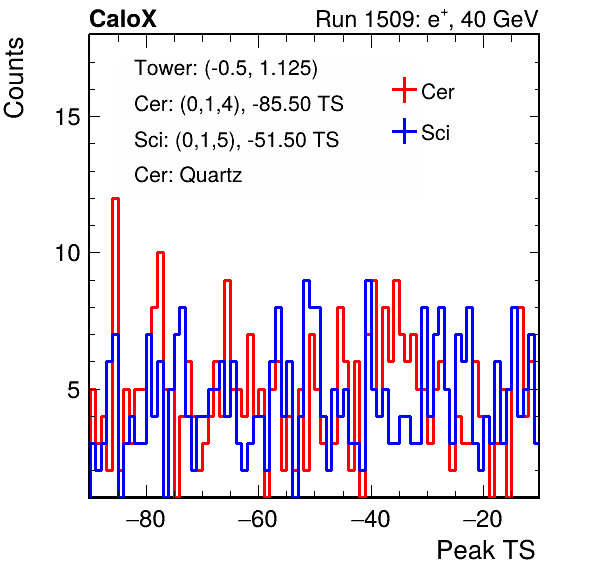 CaloX Run 1509: e⁺, 40 GeV
Counts
Tower: (-0.5, 1.125)
Cer: (0,1,4), -85.50 TS
Sci: (0,1,5), -51.50 TS
Cer: Quartz
Cer
Sci
15
10
5
−80 −60 −40 −20
Peak TS